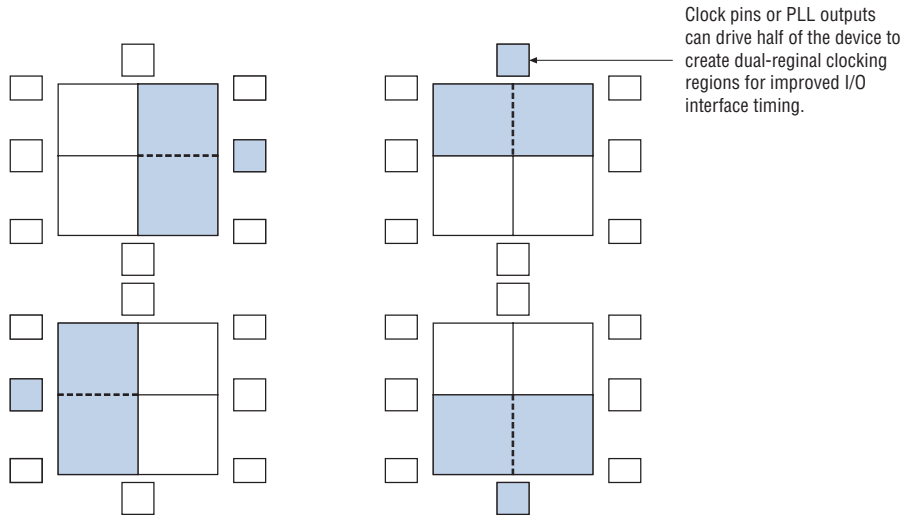 Clock pins or PLL outputs
can drive half of the device to
create dual-reginal clocking
regions for improved I/O
interface timing.